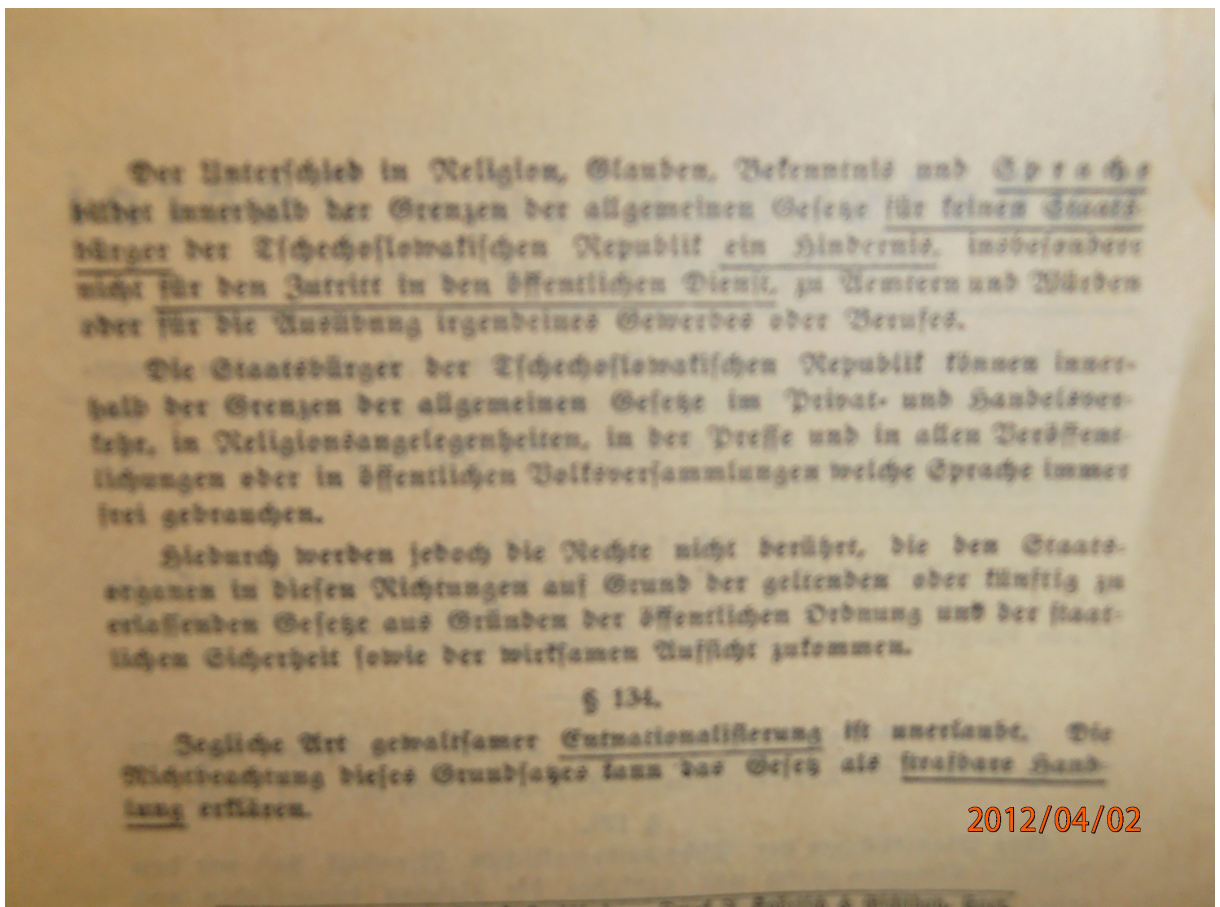 Der Unterschied in Religion, Glauben, Bekenntnis und Sprache
bildet innerhalb der Grenzen der allgemeinen Gesetze für keinen Staats-
bürger der Tschechoslowakischen Republik ein Hindernis, insbesondere
nicht für den Zutritt in den öffentlichen Dienst, zu Aemtern und Würden
oder für die Ausübung irgendeines Gewerbes oder Berufes.
Die Staatsbürger der Tschechoslowakischen Republik können inner-
halb der Grenzen der allgemeinen Gesetze im Privat- und Handelsver-
kehr, in Religionsangelegenheiten, in der Presse und in allen Veröffent-
lichungen oder in öffentlichen Volksversammlungen welche Sprache immer
frei gebrauchen.
Hiedurch werden jedoch die Rechte nicht berührt, die den Staats-
organen in diesen Richtungen auf Grund der geltenden oder künftig zu
erlassenden Gesetze aus Gründen der öffentlichen Ordnung und der staat-
lichen Sicherheit sowie der wirksamen Aufsicht zukommen.
§ 134.
Jegliche Art gewaltsamer Entnationalisierung ist unerlaubt. Die
Nichtbeachtung dieses Grundsatzes kann das Gesetz als strafbare Hand-
lung erklären.
2012/04/02